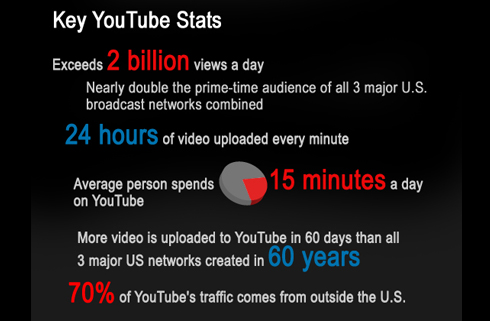 Key YouTube Stats
Exceeds 2 billion views a day
Nearly double the prime-time audience of all 3 major U.S.
broadcast networks combined
24 hours of video uploaded every minute
Average person spends 15 minutes a day
on YouTube
More video is uploaded to YouTube in 60 days than all
3 major US networks created in 60 years
70% of YouTube's traffic comes from outside the U.S.